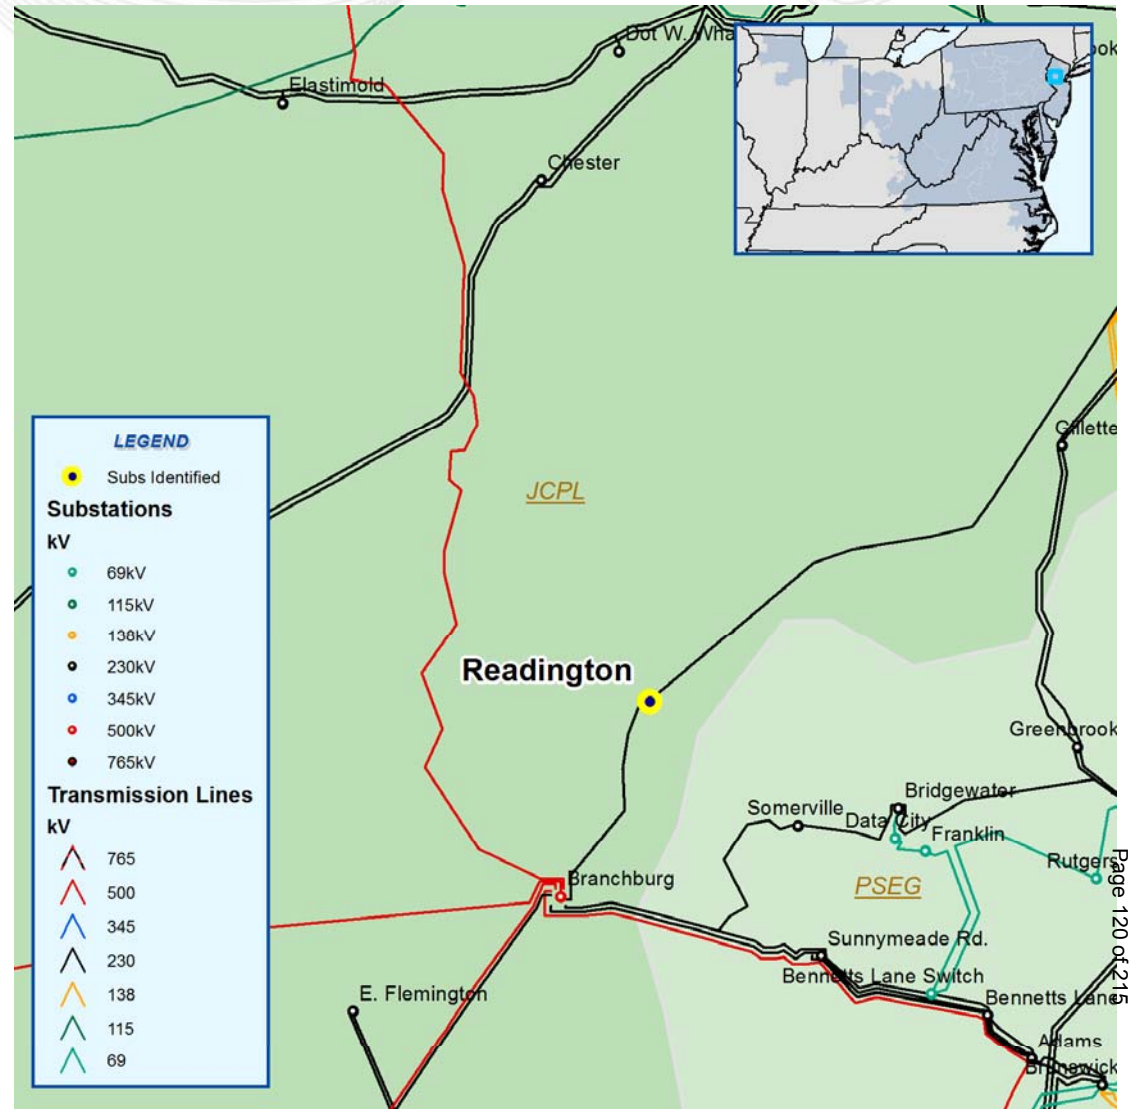 Dot W. Wha
Elastimold
Chester
JCPL
Gillette
Readington
Greenbrook
Bridgewater
Somerville
Data City
Franklin
Rutgers
Branchburg
PSEG
Sunnymeade Rd.
Bennetts Lane Switch
E. Flemington
Bennetts Lane
Adams
Brunswick
LEGEND
Subs Identified
Substations
kV
69kV
115kV
138kV
230kV
345kV
500kV
765kV
Transmission Lines
kV
765
500
345
230
138
115
69
Page 120 of 215